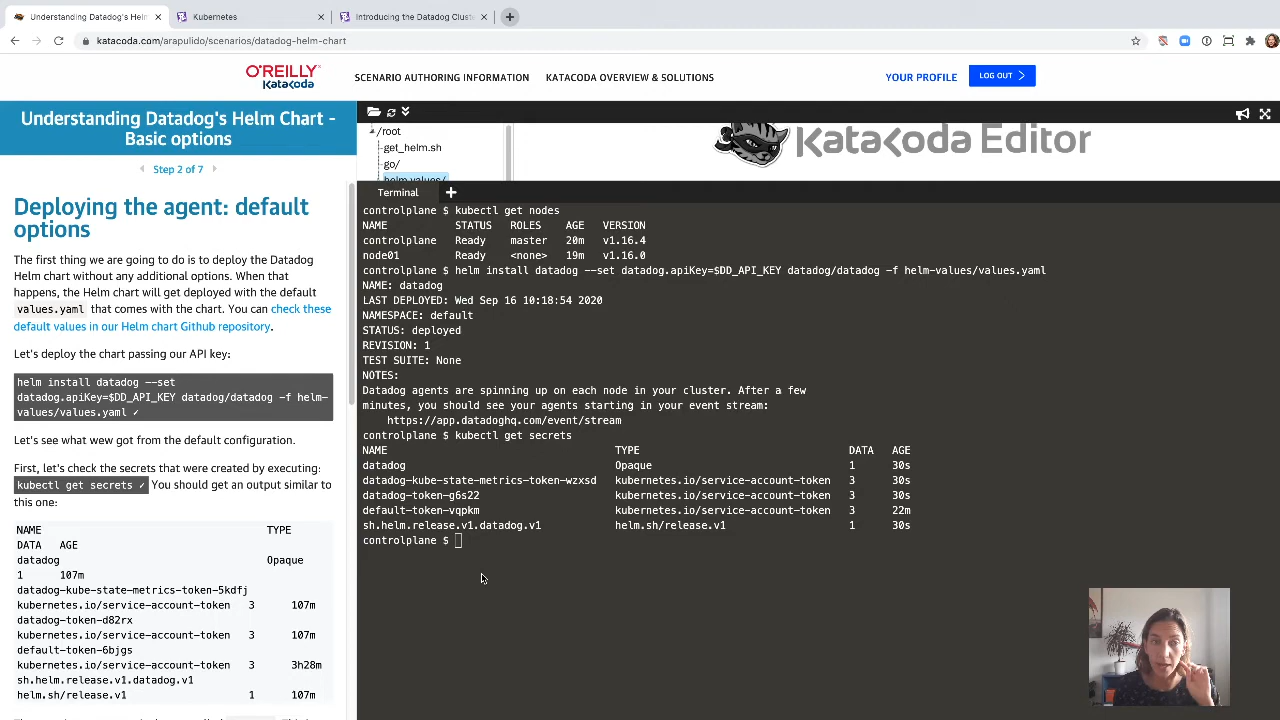 Understanding Datadog's Helm
Kubernetes
Introducing the Datadog Clust
katacoda.com/arapulido/scenarios/datadog-helm-chart
O'REILLY
Katacoda
SCENARIO AUTHORING INFORMATION
KATACODA OVERVIEW & SOLUTIONS
YOUR PROFILE
LOG OUT
Understanding Datadog's Helm Chart -
Basic options
Step 2 of 7
Deploying the agent: default
options
The first thing we are going to do is to deploy the Datadog
Helm chart without any additional options. When that
happens, the Helm chart will get deployed with the default
values.yaml that comes with the chart. You can check these
default values in our Helm chart Github repository.
Let's deploy the chart passing our API key:
helm install datadog --set
datadog.apiKey=$DD_API_KEY datadog/datadog -f helm-
values/values.yaml ✓
Let's see what wew got from the default configuration.
First, let's check the secrets that were created by executing:
kubectl get secrets ✓ You should get an output similar to
this one:
NAME TYPE
DATA AGE
datadog Opaque
1 107m
datadog-kube-state-metrics-token-5kdfj
kubernetes.io/service-account-token 3 107m
datadog-token-d82rx
kubernetes.io/service-account-token 3 107m
default-token-6bjgs
kubernetes.io/service-account-token 3 3h28m
sh.helm.release.v1.datadog.v1
helm.sh/release.v1 1 107m
/root
get_helm.sh
go/
helm-values/
Katacoda Editor
Terminal
controlplane $ kubectl get nodes
NAME STATUS ROLES AGE VERSION
controlplane Ready master 20m v1.16.4
node01 Ready <none> 19m v1.16.0
controlplane $ helm install datadog --set datadog.apiKey=$DD_API_KEY datadog/datadog -f helm-values/values.yaml
NAME: datadog
LAST DEPLOYED: Wed Sep 16 10:18:54 2020
NAMESPACE: default
STATUS: deployed
REVISION: 1
TEST SUITE: None
NOTES:
Datadog agents are spinning up on each node in your cluster. After a few
minutes, you should see your agents starting in your event stream:
https://app.datadoghq.com/event/stream
controlplane $ kubectl get secrets
NAME TYPE DATA AGE
datadog Opaque 1 30s
datadog-kube-state-metrics-token-wzxsd kubernetes.io/service-account-token 3 30s
datadog-token-g6s22 kubernetes.io/service-account-token 3 30s
default-token-vqpkm kubernetes.io/service-account-token 3 22m
sh.helm.release.v1.datadog.v1 helm.sh/release.v1 1 30s
controlplane $